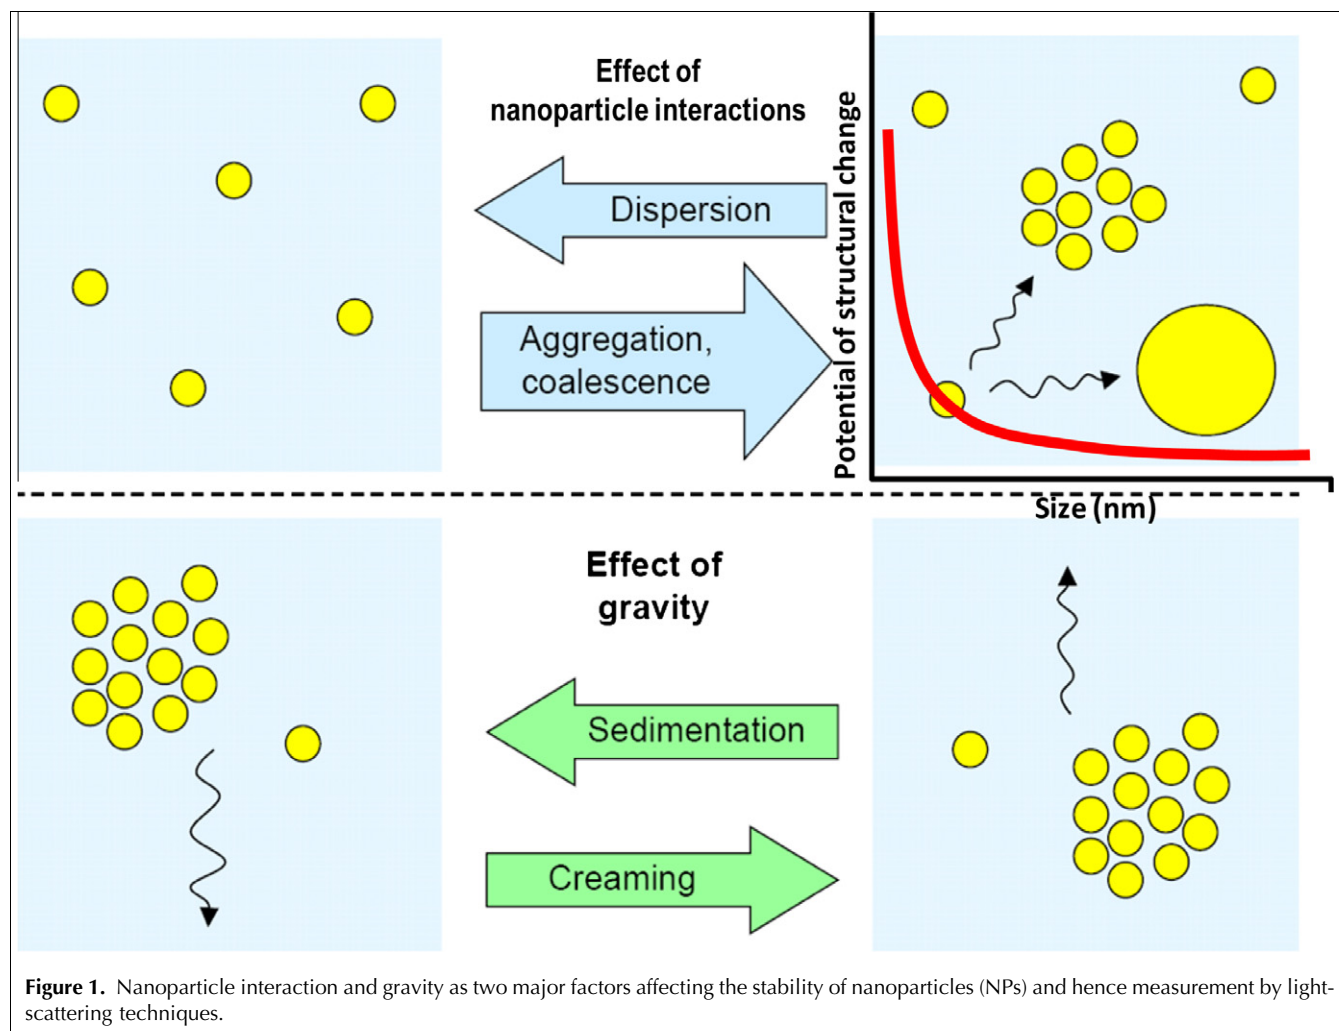 Effect of
nanoparticle interactions
Dispersion
Aggregation,
coalescence
Potential of structural change
Size (nm)
Effect of
gravity
Sedimentation
Creaming
Figure 1. Nanoparticle interaction and gravity as two major factors affecting the stability of nanoparticles (NPs) and hence measurement by light-
scattering techniques.